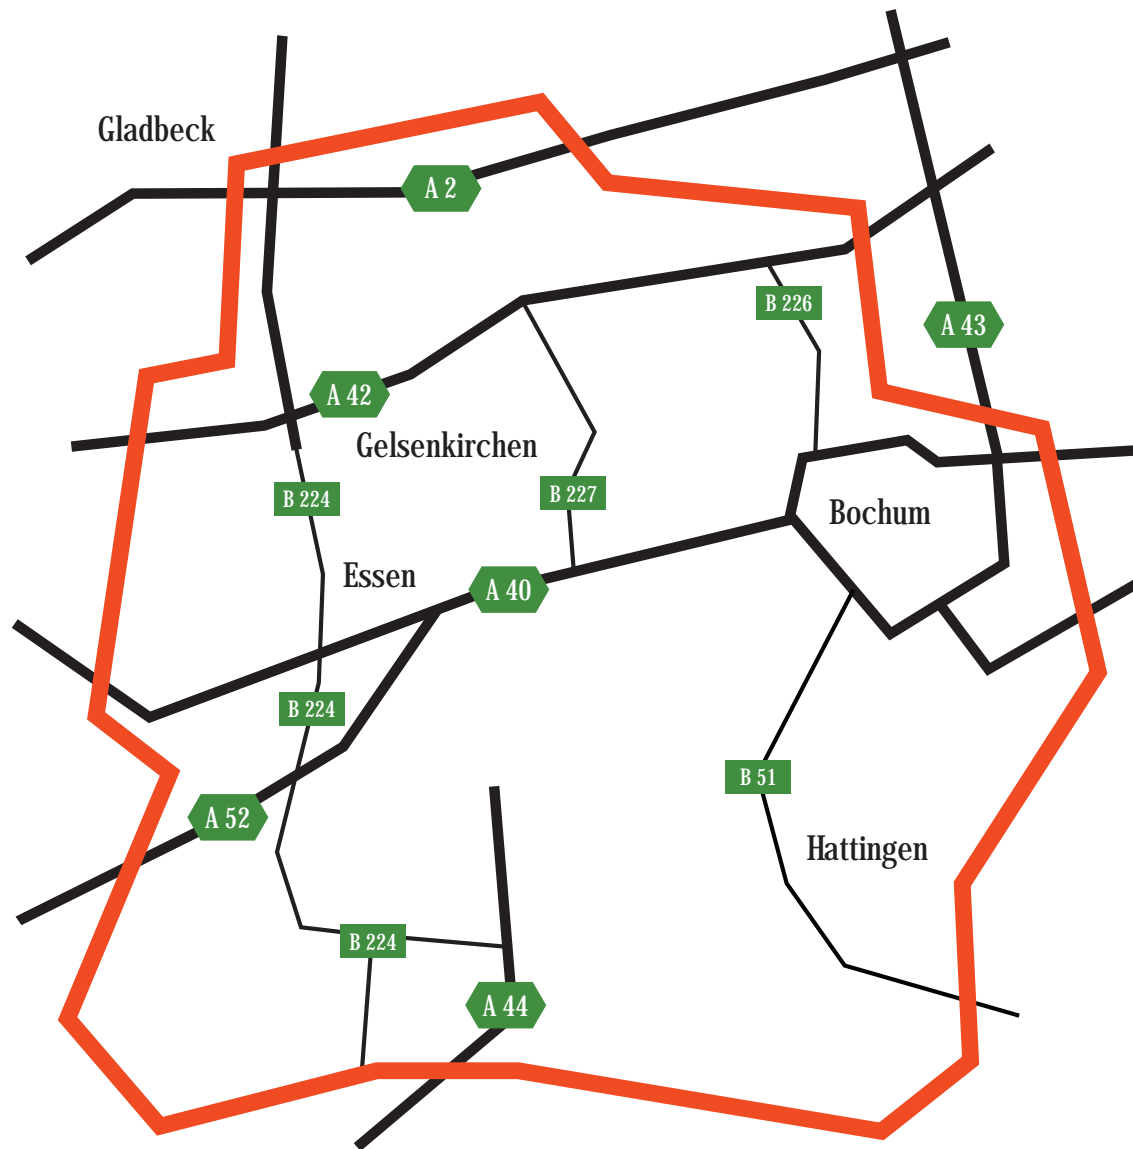 Gladbeck
A 2
B 226
A 43
A 42
Gelsenkirchen
B 224
B 227
Bochum
Essen
A 40
B 224
B 51
A 52
Hattingen
B 224
A 44